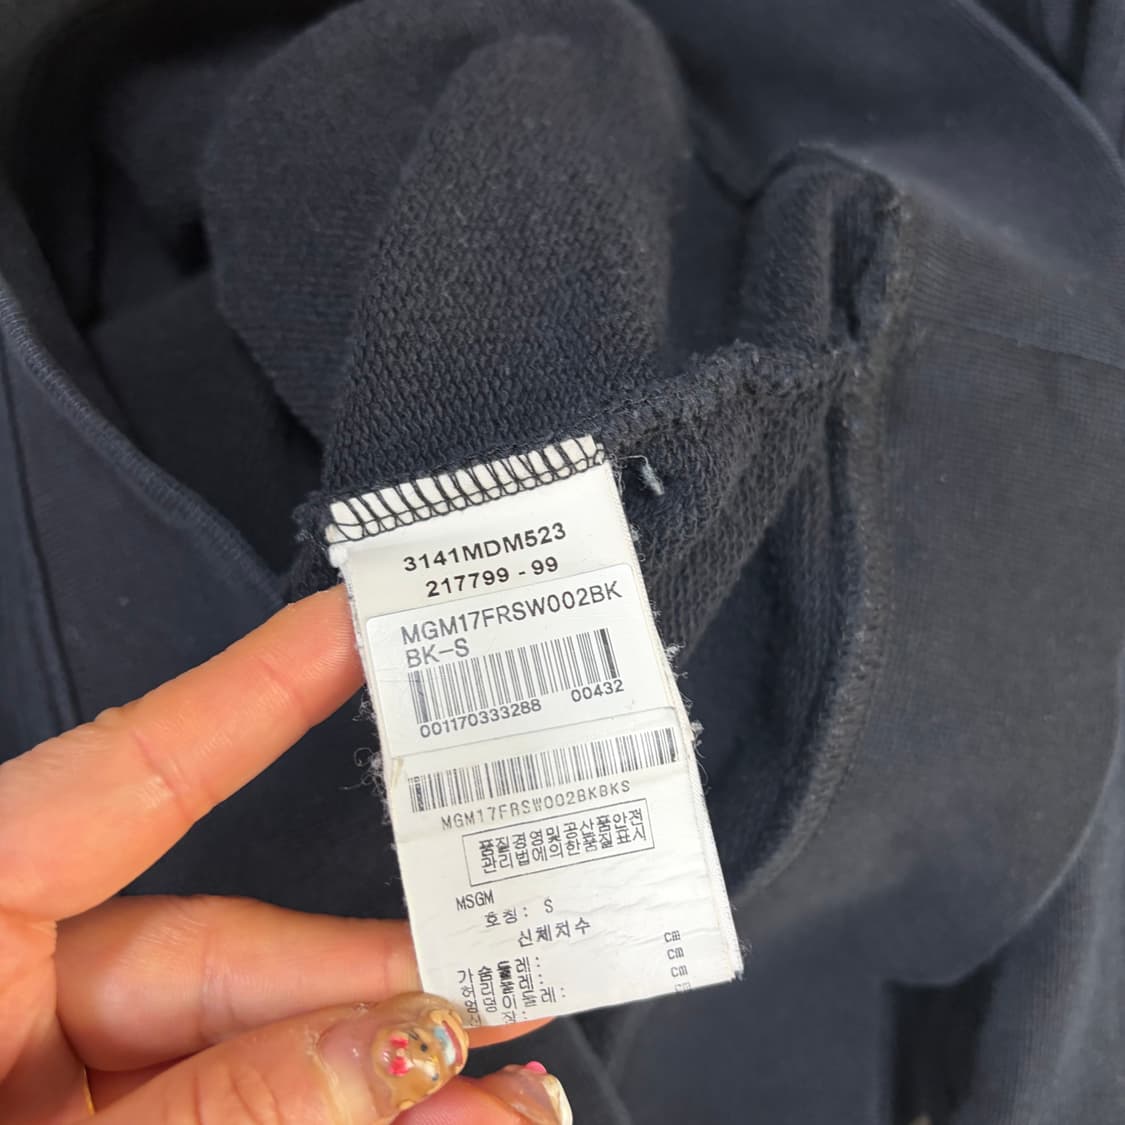 3141MDM523
217799 - 99
MGM17FRSW002BK
BK-S
001170333288 00432
MGM17FRSW002BKBKS
품질경영및공산품안전
관리법에의한품질표시
MSGM
호칭: S
신체치수
cm
cm
cm